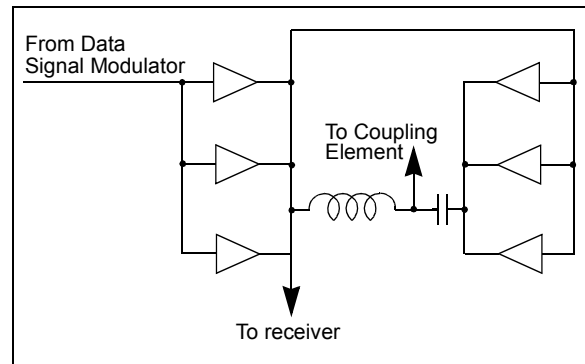 From Data
Signal Modulator
To Coupling
Element
To receiver